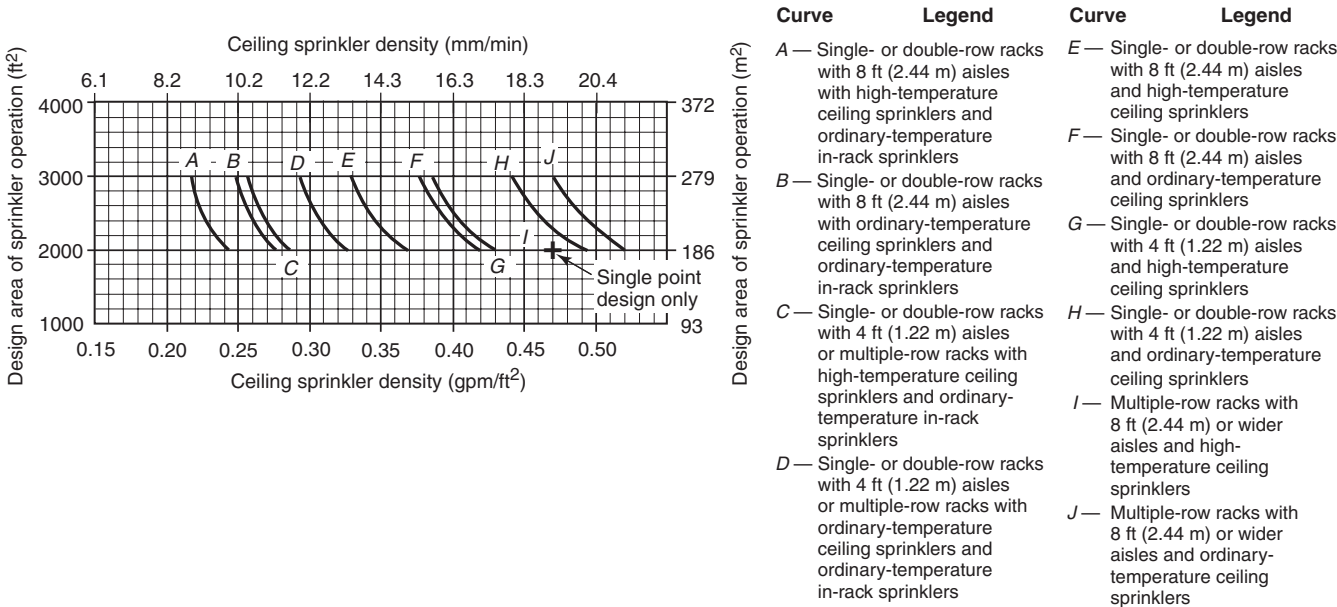 Ceiling sprinkler density (mm/min)
6.1 8.2 10.2 12.2 14.3 16.3 18.3 20.4
Design area of sprinkler operation (ft2)
4000 372
A B D E F H J
3000 279
I
2000 186
C G
Single point
design only
1000 93
0.15 0.20 0.25 0.30 0.35 0.40 0.45 0.50
Ceiling sprinkler density (gpm/ft2)
Design area of sprinkler operation (m2)
Curve Legend
A — Single- or double-row racks
with 8 ft (2.44 m) aisles
with high-temperature
ceiling sprinklers and
ordinary-temperature
in-rack sprinklers
B — Single- or double-row racks
with 8 ft (2.44 m) aisles
with ordinary-temperature
ceiling sprinklers and
ordinary-temperature
in-rack sprinklers
C — Single- or double-row racks
with 4 ft (1.22 m) aisles
or multiple-row racks with
high-temperature ceiling
sprinklers and ordinary-
temperature in-rack
sprinklers
D — Single- or double-row racks
with 4 ft (1.22 m) aisles
or multiple-row racks with
ordinary-temperature
ceiling sprinklers and
ordinary-temperature
in-rack sprinklers
Curve Legend
E — Single- or double-row racks
with 8 ft (2.44 m) aisles
and high-temperature
ceiling sprinklers
F — Single- or double-row racks
with 8 ft (2.44 m) aisles
and ordinary-temperature
ceiling sprinklers
G — Single- or double-row racks
with 4 ft (1.22 m) aisles
and high-temperature
ceiling sprinklers
H — Single- or double-row racks
with 4 ft (1.22 m) aisles
and ordinary-temperature
ceiling sprinklers
I — Multiple-row racks with
8 ft (2.44 m) or wider
aisles and high-
temperature ceiling
sprinklers
J — Multiple-row racks with
8 ft (2.44 m) or wider
aisles and ordinary-
temperature ceiling
sprinklers